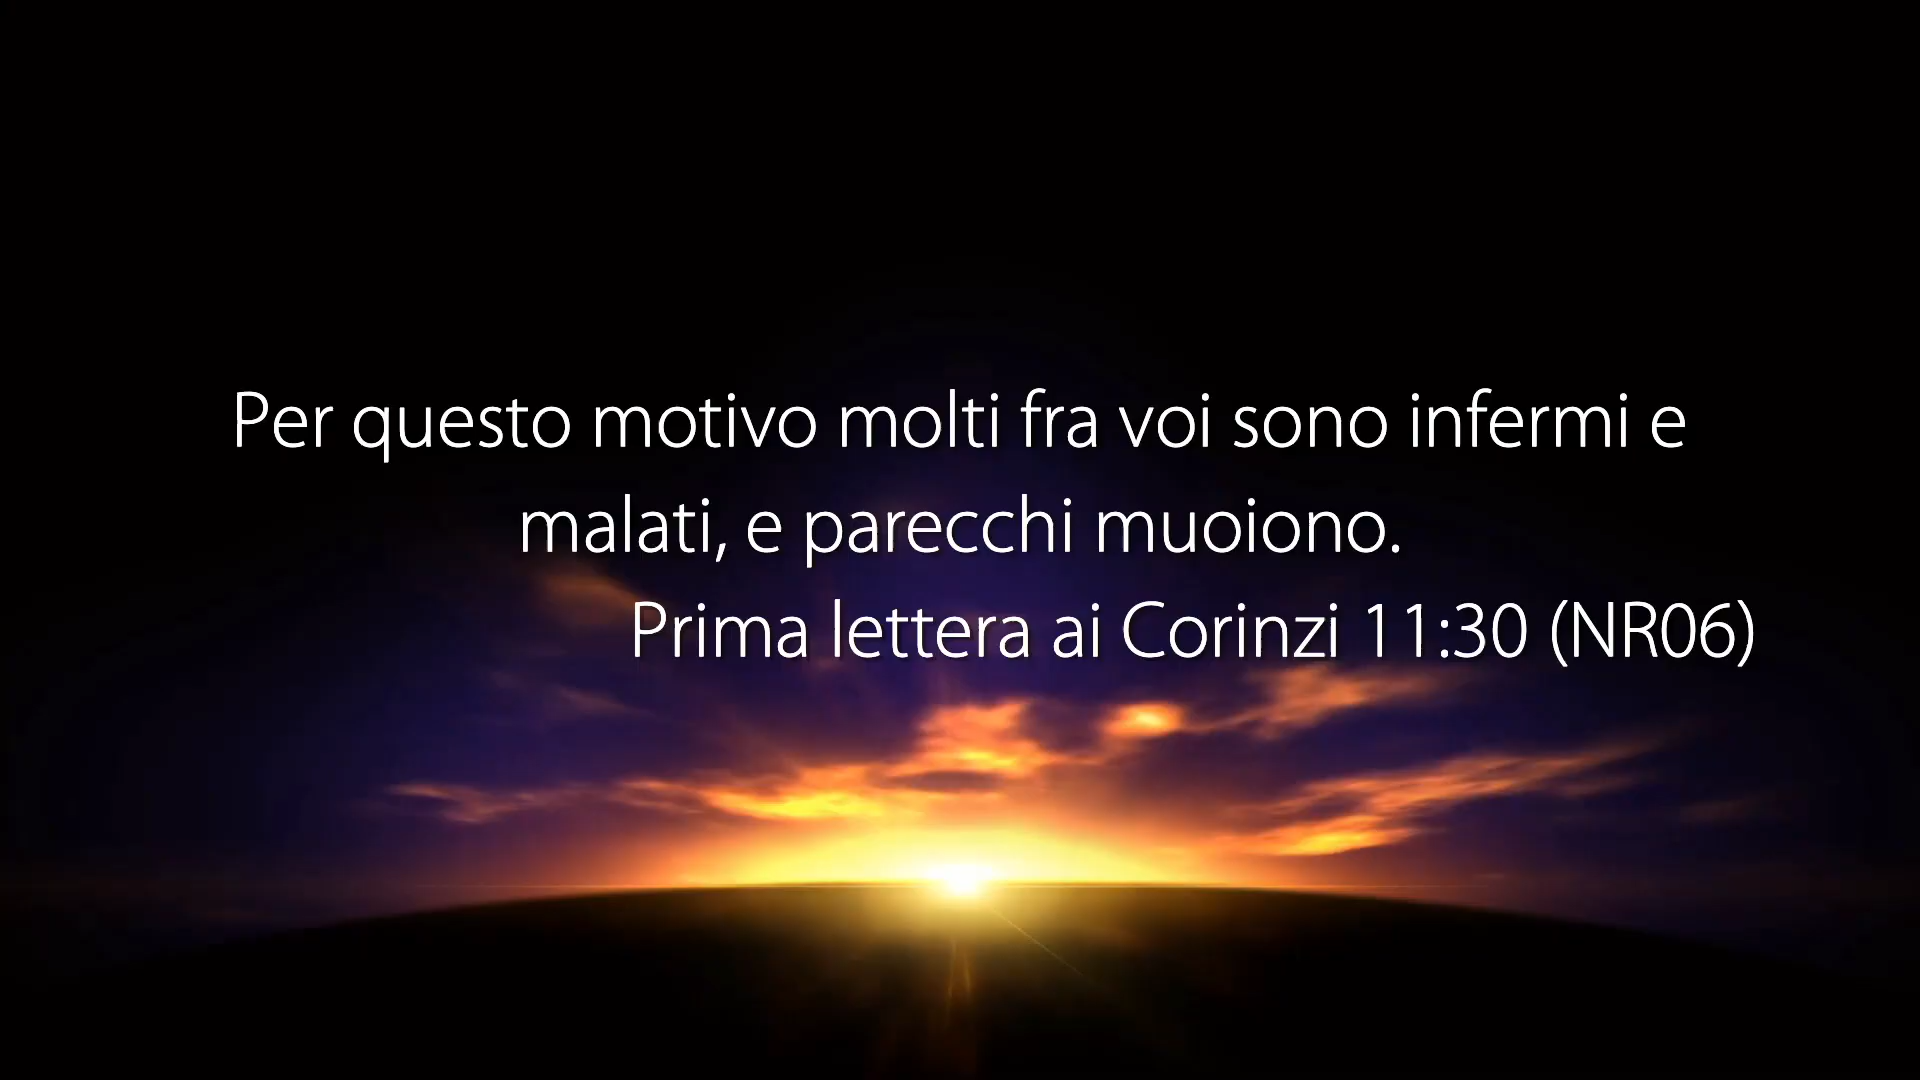 Per questo motivo molti fra voi sono infermi e
malati, e parecchi muoiono.
Prima lettera ai Corinzi 11:30 (NR06)